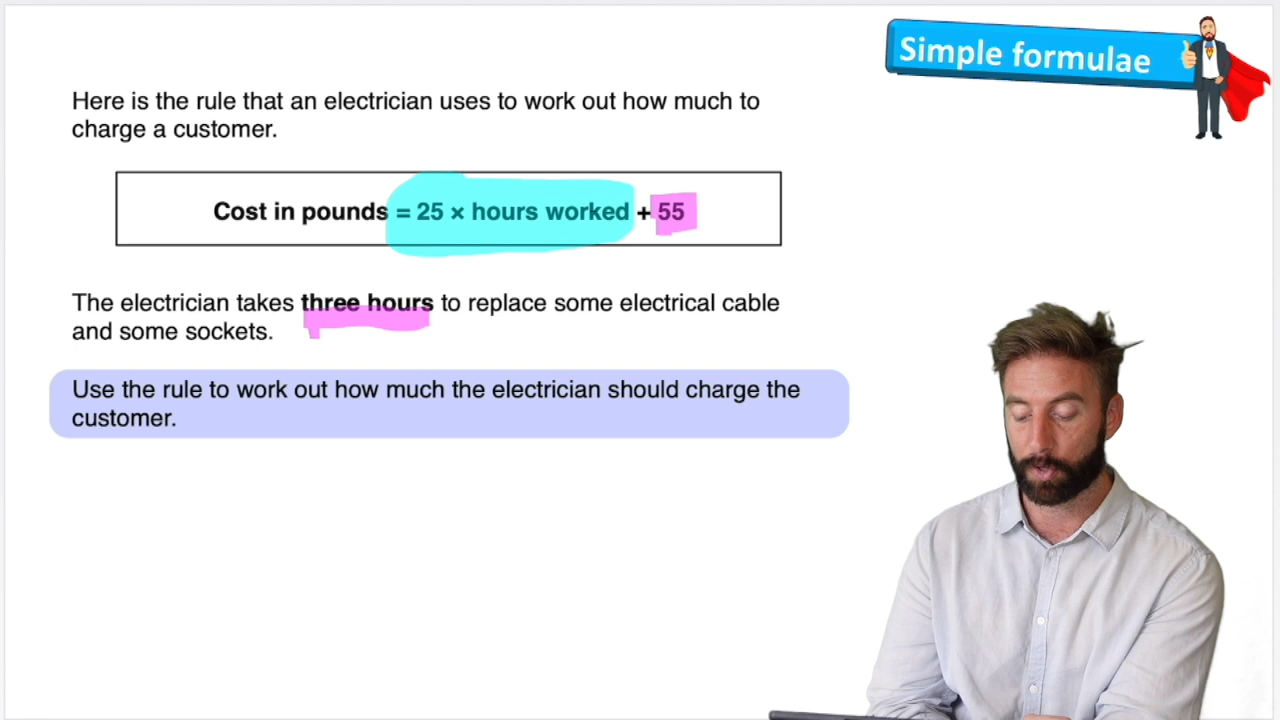 Simple formulae
Here is the rule that an electrician uses to work out how much to
charge a customer.
Cost in pounds = 25 × hours worked + 55
The electrician takes three hours to replace some electrical cable
and some sockets.
Use the rule to work out how much the electrician should charge the
customer.